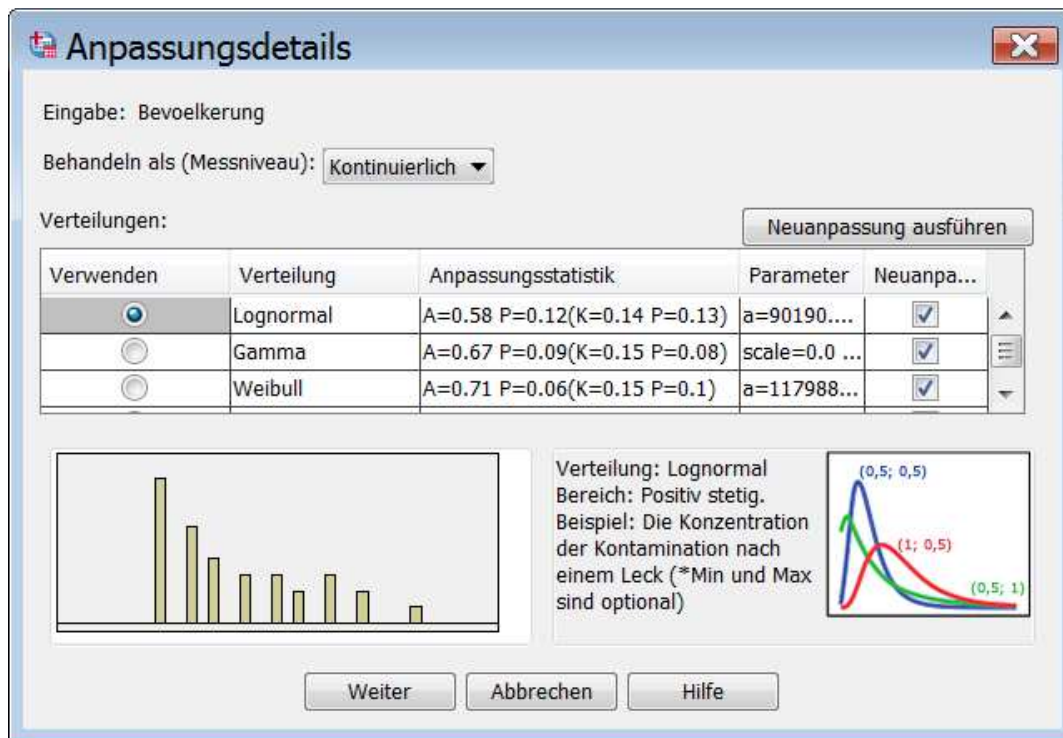 Anpassungsdetails
Eingabe: Bevoelkerung
Behandeln als (Messniveau): Kontinuierlich
Verteilungen:
Neuanpassung ausführen
Verwenden Verteilung Anpassungsstatistik Parameter Neuanpa...
Lognormal A=0.58 P=0.12(K=0.14 P=0.13) a=90190....
Gamma A=0.67 P=0.09(K=0.15 P=0.08) scale=0.0 ...
Weibull A=0.71 P=0.06(K=0.15 P=0.1) a=117988...
Verteilung: Lognormal
Bereich: Positiv stetig.
Beispiel: Die Konzentration
der Kontamination nach
einem Leck (*Min und Max
sind optional)
(0,5; 0,5)
(1; 0,5)
(0,5; 1)
Weiter Abbrechen Hilfe